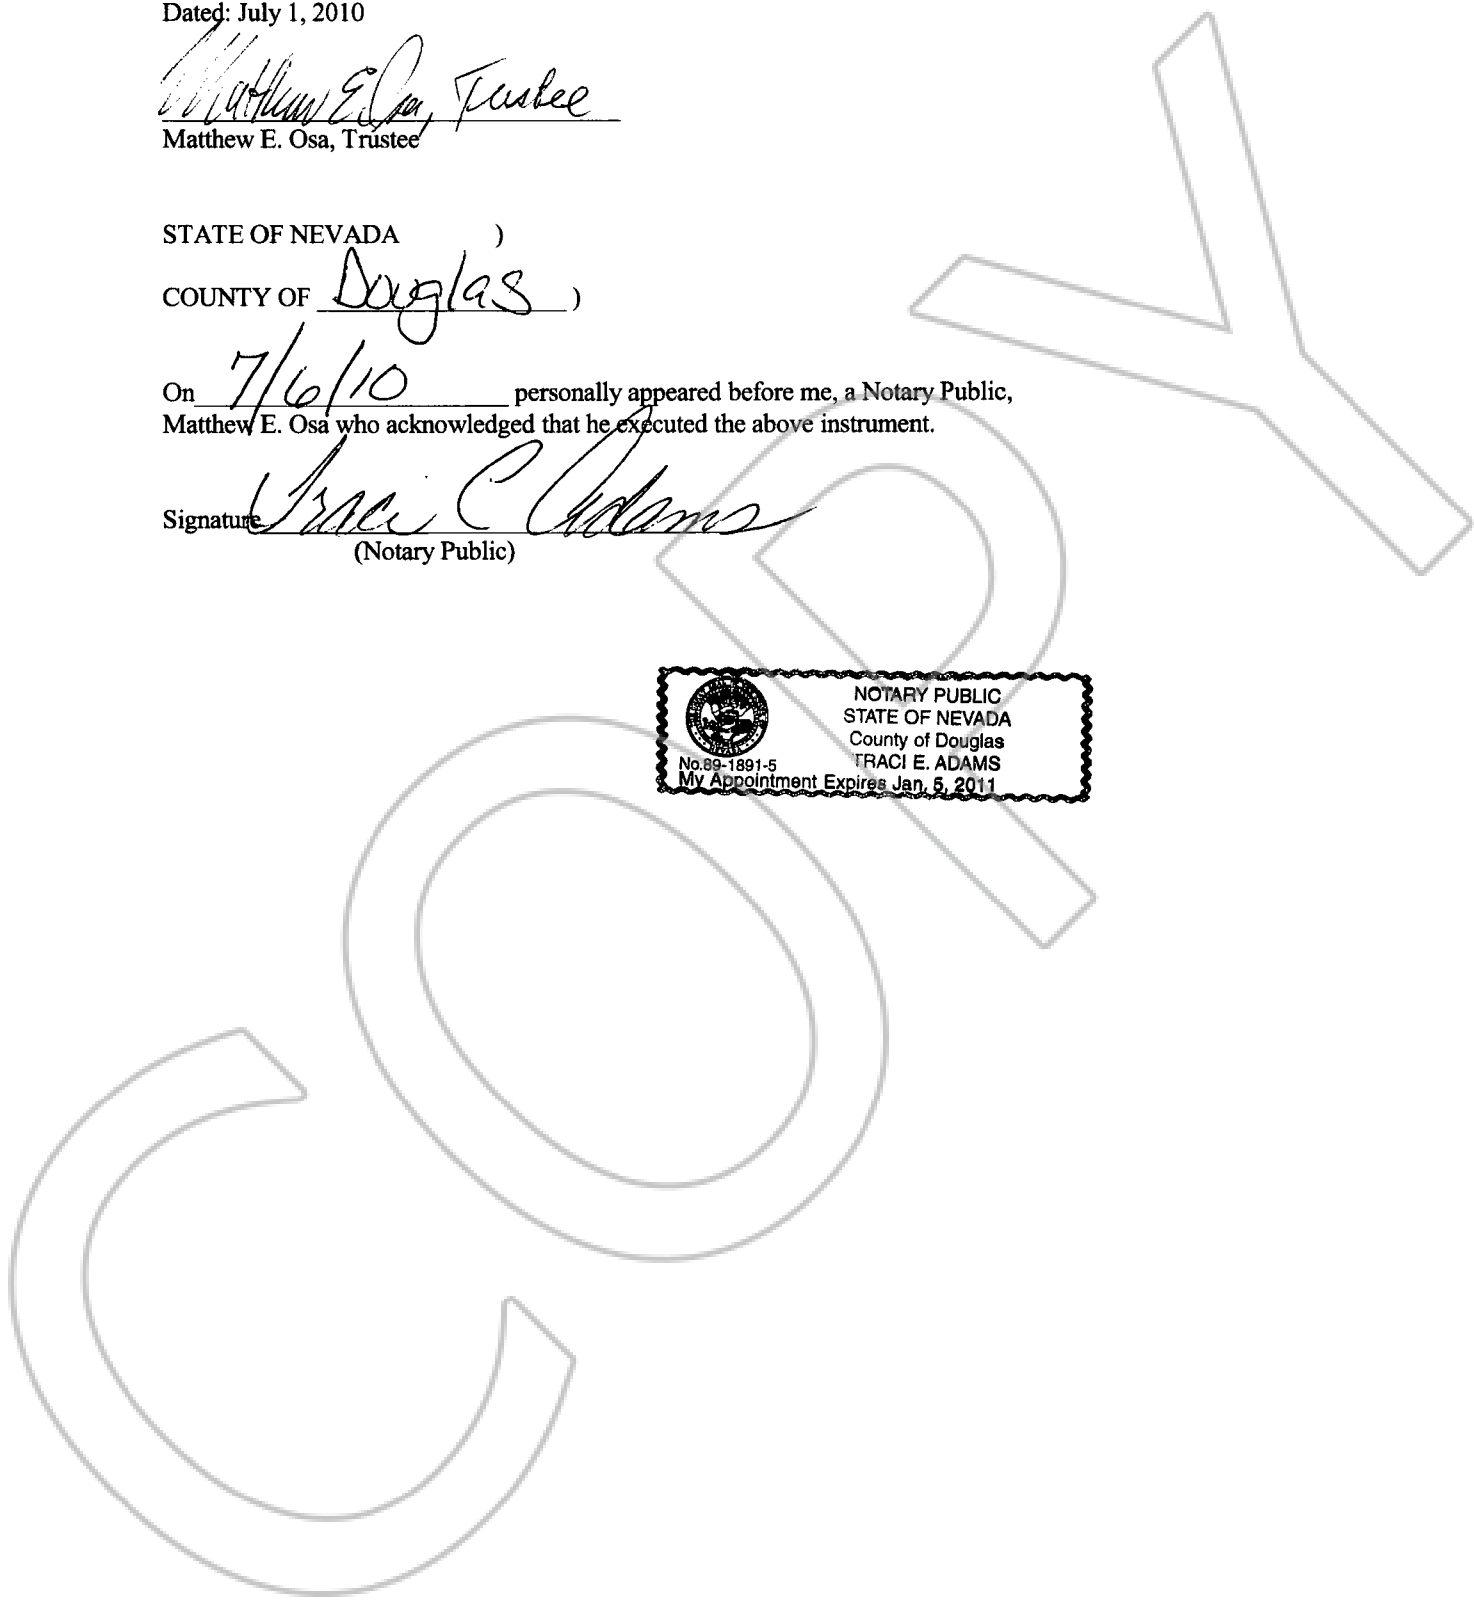 Dated: July 1, 2010
Matthew E. Osa, Trustee
Matthew E. Osa, Trustee
STATE OF NEVADA )
COUNTY OF Douglas )
On 7/6/10 personally appeared before me, a Notary Public,
Matthew E. Osa who acknowledged that he executed the above instrument.
Signature Traci E Adams
(Notary Public)
NOTARY PUBLIC
STATE OF NEVADA
County of Douglas
TRACI E. ADAMS
No.89-1891-5
My Appointment Expires Jan. 5, 2011
COPY